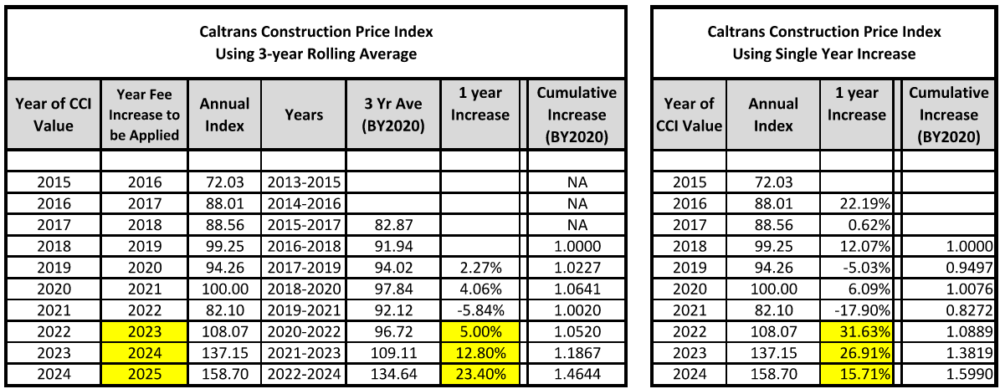 Caltrans Construction Price Index
Using 3-year Rolling Average
Year of CCI Value Year Fee Increase to be Applied Annual Index Years 3 Yr Ave (BY2020) 1 year Increase Cumulative Increase (BY2020)
2015 2016 72.03 2013-2015 NA
2016 2017 88.01 2014-2016 NA
2017 2018 88.56 2015-2017 82.87 NA
2018 2019 99.25 2016-2018 91.94 1.0000
2019 2020 94.26 2017-2019 94.02 2.27% 1.0227
2020 2021 100.00 2018-2020 97.84 4.06% 1.0641
2021 2022 82.10 2019-2021 92.12 -5.84% 1.0020
2022 2023 108.07 2020-2022 96.72 5.00% 1.0520
2023 2024 137.15 2021-2023 109.11 12.80% 1.1867
2024 2025 158.70 2022-2024 134.64 23.40% 1.4644
Caltrans Construction Price Index
Using Single Year Increase
Year of CCI Value Annual Index 1 year Increase Cumulative Increase (BY2020)
2015 72.03
2016 88.01 22.19%
2017 88.56 0.62%
2018 99.25 12.07% 1.0000
2019 94.26 -5.03% 0.9497
2020 100.00 6.09% 1.0076
2021 82.10 -17.90% 0.8272
2022 108.07 31.63% 1.0889
2023 137.15 26.91% 1.3819
2024 158.70 15.71% 1.5990